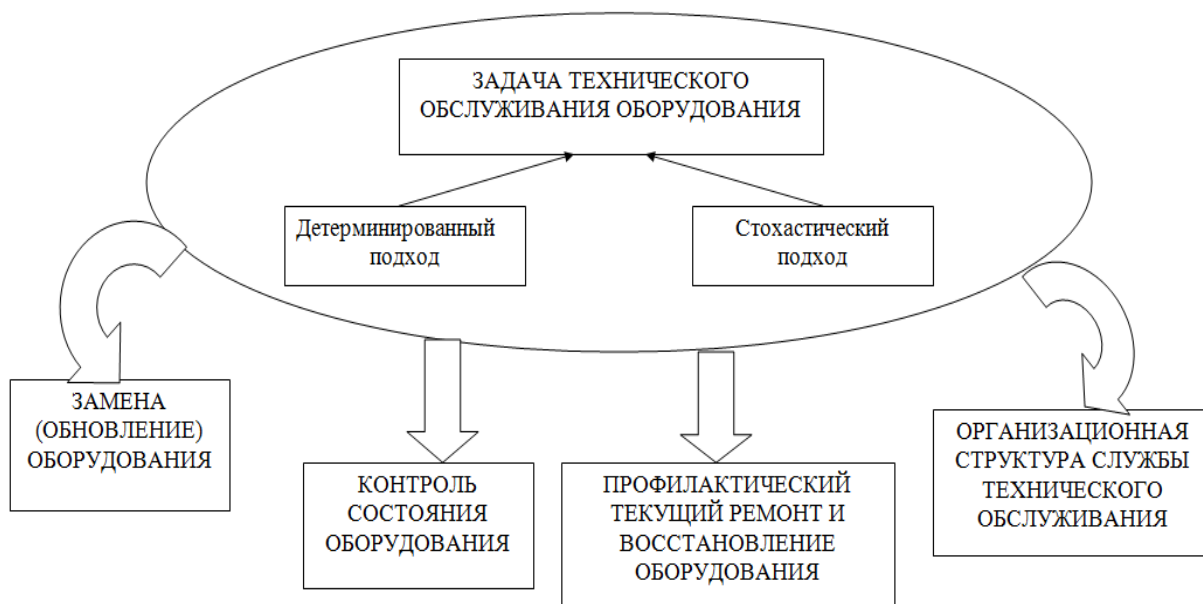 ЗАДАЧА ТЕХНИЧЕСКОГО
ОБСЛУЖИВАНИЯ ОБОРУДОВАНИЯ
Детерминированный
подход
Стохастический
подход
ЗАМЕНА
(ОБНОВЛЕНИЕ)
ОБОРУДОВАНИЯ
КОНТРОЛЬ
СОСТОЯНИЯ
ОБОРУДОВАНИЯ
ПРОФИЛАКТИЧЕСКИЙ
ТЕКУЩИЙ РЕМОНТ И
ВОССТАНОВЛЕНИЕ
ОБОРУДОВАНИЯ
ОРГАНИЗАЦИОННАЯ
СТРУКТУРА СЛУЖБЫ
ТЕХНИЧЕСКОГО
ОБСЛУЖИВАНИЯ